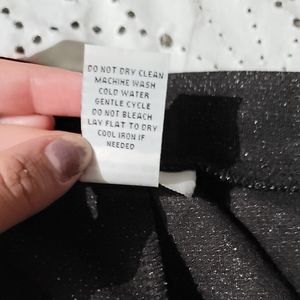 DO NOT DRY CLEAN
MACHINE WASH
COLD WATER
GENTLE CYCLE
DO NOT BLEACH
LAY FLAT TO DRY
COOL IRON IF
NEEDED